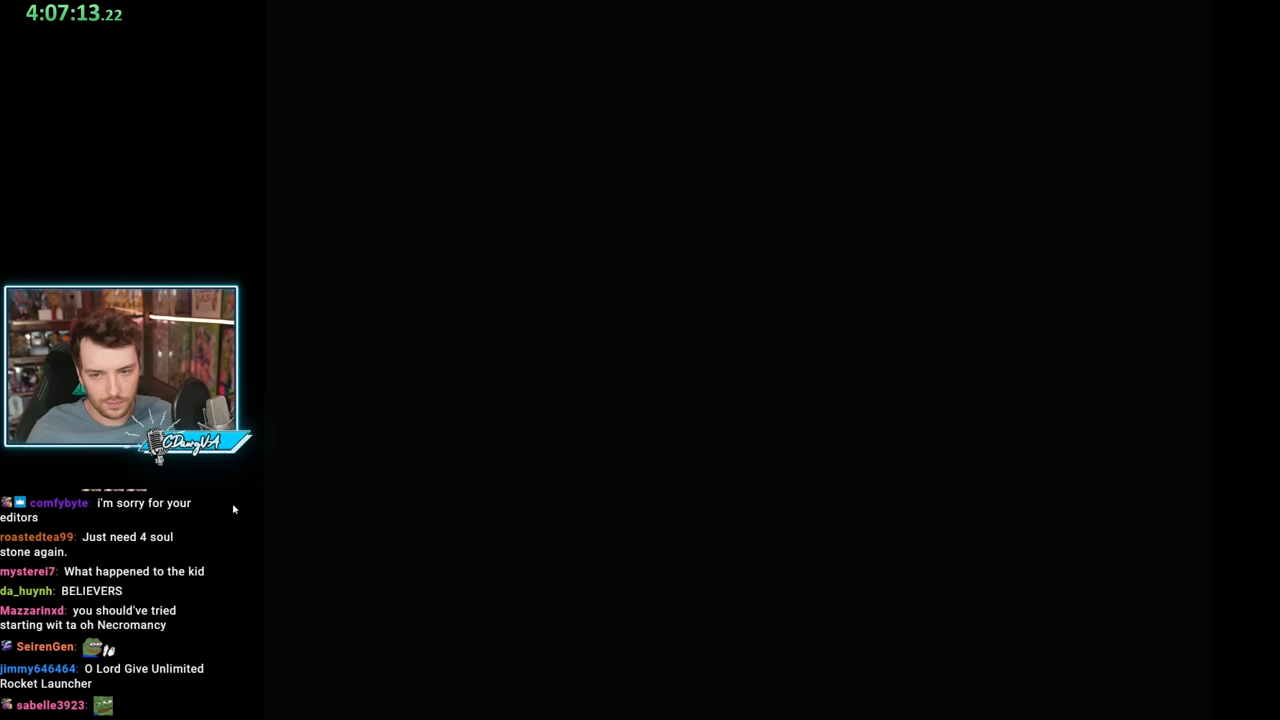 4:07:13.22
CDawgVA
comfybyte: i'm sorry for your
editors
roastedtea99: Just need 4 soul
stone again.
mysterei7: What happened to the kid
da_huynh: BELIEVERS
Mazzarinxd: you should've tried
starting wit ta oh Necromancy
SeirenGen:
jimmy646464: O Lord Give Unlimited
Rocket Launcher
sabelle3923: